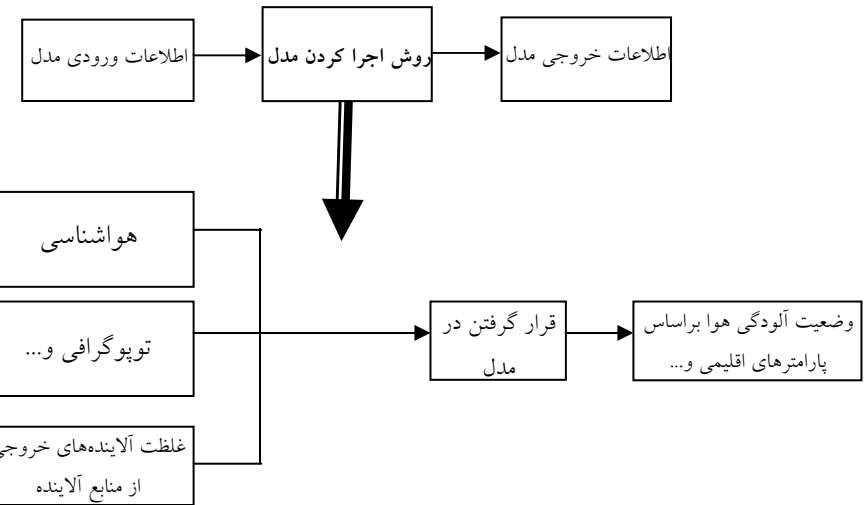 اطلاعات ورودی مدل
روش اجرا کردن مدل
اطلاعات خروجی مدل
هواشناسی
توپوگرافی و...
غلظت آلاینده‌های خروجی
از منابع آلاینده
قرار گرفتن در
مدل
وضعیت آلودگی هوا براساس
پارامترهای اقلیمی و...